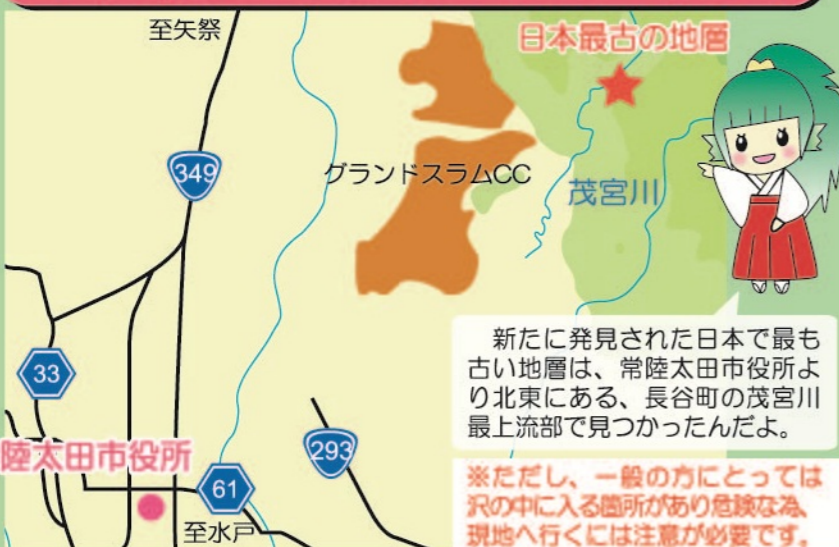 至矢祭
日本最古の地層
349
グランドスラムCC
茂宮川
新たに発見された日本で最も
古い地層は、常陸太田市役所よ
り北東にある、長谷町の茂宮川
最上流部で見つかったんだよ。
33
陸太田市役所
293
61
至水戸
※ただし、一般の方にとっては
沢の中に入る箇所があり危険な為、
現地へ行くには注意が必要です。